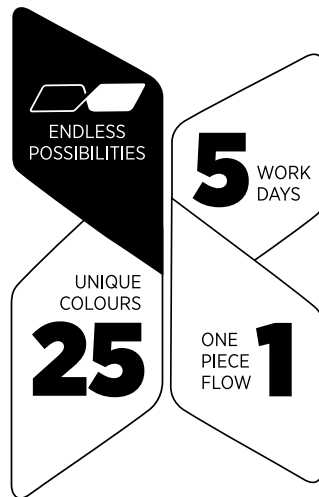 ENDLESS
POSSIBILITIES
5 WORK
DAYS
UNIQUE
COLOURS
25
ONE
PIECE
FLOW 1